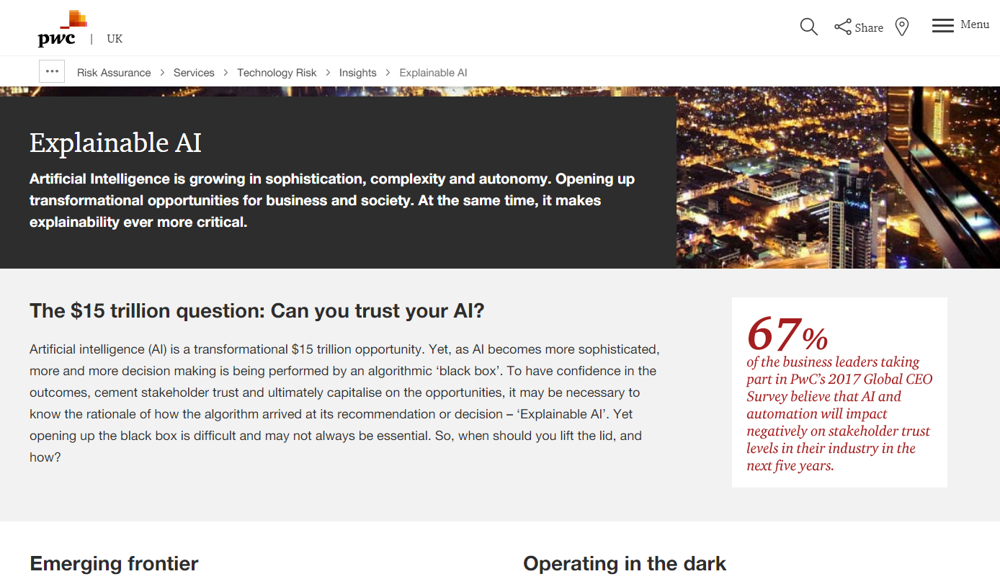 pwc | UK
Share
Menu
Risk Assurance > Services > Technology Risk > Insights > Explainable AI
Explainable AI
Artificial Intelligence is growing in sophistication, complexity and autonomy. Opening up
transformational opportunities for business and society. At the same time, it makes
explainability ever more critical.
The $15 trillion question: Can you trust your AI?
Artificial intelligence (AI) is a transformational $15 trillion opportunity. Yet, as AI becomes more sophisticated,
more and more decision making is being performed by an algorithmic ‘black box’. To have confidence in the
outcomes, cement stakeholder trust and ultimately capitalise on the opportunities, it may be necessary to
know the rationale of how the algorithm arrived at its recommendation or decision – ‘Explainable AI’. Yet
opening up the black box is difficult and may not always be essential. So, when should you lift the lid, and
how?
67%
of the business leaders taking
part in PwC’s 2017 Global CEO
Survey believe that AI and
automation will impact
negatively on stakeholder trust
levels in their industry in the
next five years.
Emerging frontier
Operating in the dark